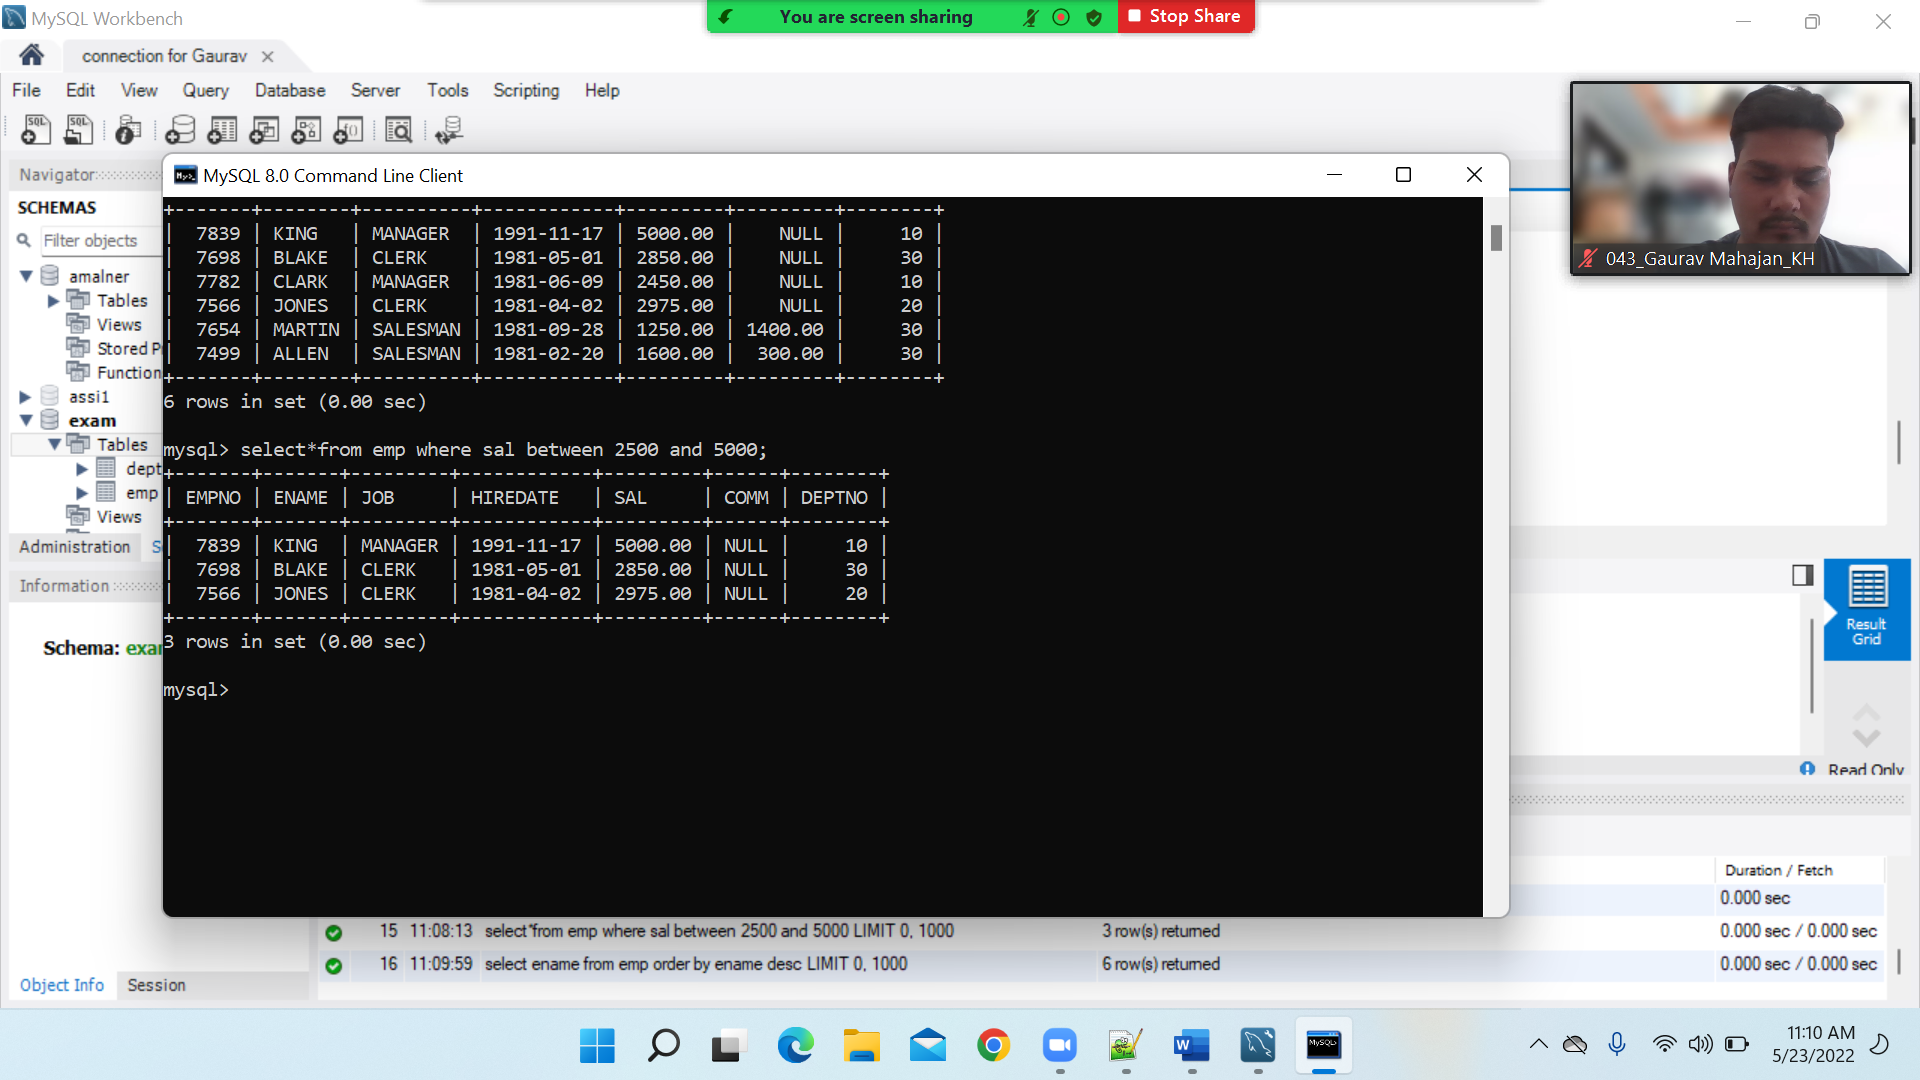 MySQL Workbench
You are screen sharing
Stop Share
connection for Gaurav
File Edit View Query Database Server Tools Scripting Help
Navigator
SCHEMAS
Filter objects
amalner
Tables
Views
Stored P
Function
assi1
exam
Tables
dept
emp
Views
Administration S
Information
Schema: exa
Object Info Session
MySQL 8.0 Command Line Client
+-------+--------+----------+------------+---------+---------+--------+
| 7839 | KING | MANAGER | 1991-11-17 | 5000.00 | NULL | 10 |
| 7698 | BLAKE | CLERK | 1981-05-01 | 2850.00 | NULL | 30 |
| 7782 | CLARK | MANAGER | 1981-06-09 | 2450.00 | NULL | 10 |
| 7566 | JONES | CLERK | 1981-04-02 | 2975.00 | NULL | 20 |
| 7654 | MARTIN | SALESMAN | 1981-09-28 | 1250.00 | 1400.00 | 30 |
| 7499 | ALLEN | SALESMAN | 1981-02-20 | 1600.00 | 300.00 | 30 |
+-------+--------+----------+------------+---------+---------+--------+
6 rows in set (0.00 sec)
mysql> select*from emp where sal between 2500 and 5000;
+-------+-------+---------+------------+---------+------+--------+
| EMPNO | ENAME | JOB | HIREDATE | SAL | COMM | DEPTNO |
+-------+-------+---------+------------+---------+------+--------+
| 7839 | KING | MANAGER | 1991-11-17 | 5000.00 | NULL | 10 |
| 7698 | BLAKE | CLERK | 1981-05-01 | 2850.00 | NULL | 30 |
| 7566 | JONES | CLERK | 1981-04-02 | 2975.00 | NULL | 20 |
+-------+-------+---------+------------+---------+------+--------+
3 rows in set (0.00 sec)
mysql>
043_Gaurav Mahajan_KH
Result
Grid
Read Only
Duration / Fetch
0.000 sec
15 11:08:13 select*from emp where sal between 2500 and 5000 LIMIT 0, 1000 3 row(s) returned 0.000 sec / 0.000 sec
16 11:09:59 select ename from emp order by ename desc LIMIT 0, 1000 6 row(s) returned 0.000 sec / 0.000 sec
11:10 AM
5/23/2022